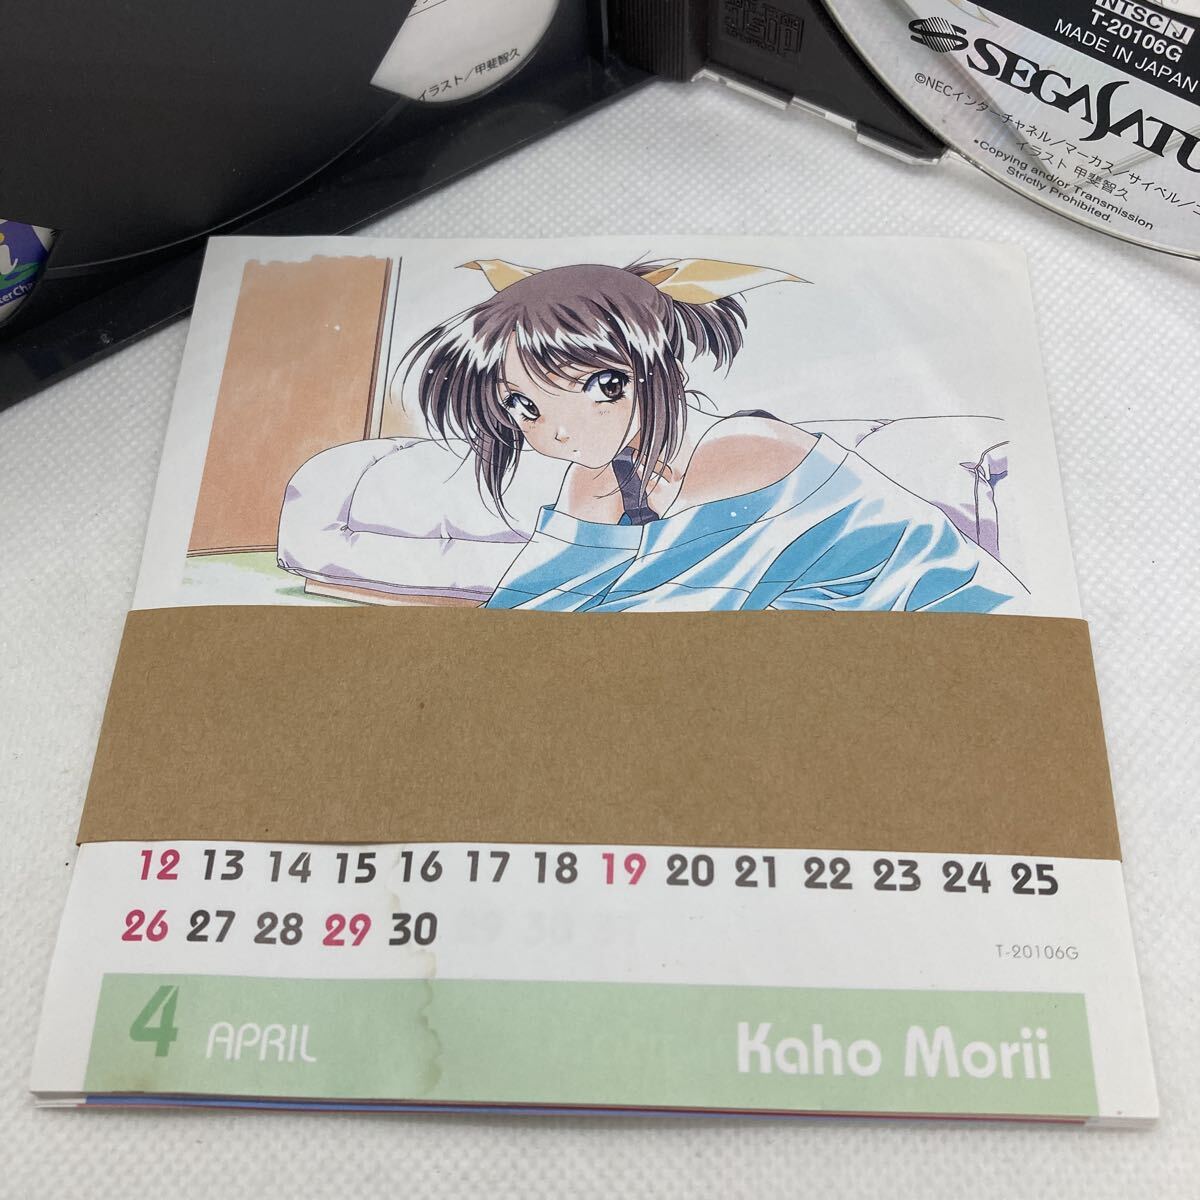 イラスト/甲斐智久
NTSC J
T-20106G
MADE IN JAPAN
SEGA SATU
©NECインターチャネル/マーカス/サイベル/コ
イラスト 甲斐智久
•Copying and/or Transmission
Strictly Prohibited.
12 13 14 15 16 17 18 19 20 21 22 23 24 25
26 27 28 29 30
T-20106G
4 APRIL
Kaho Morii